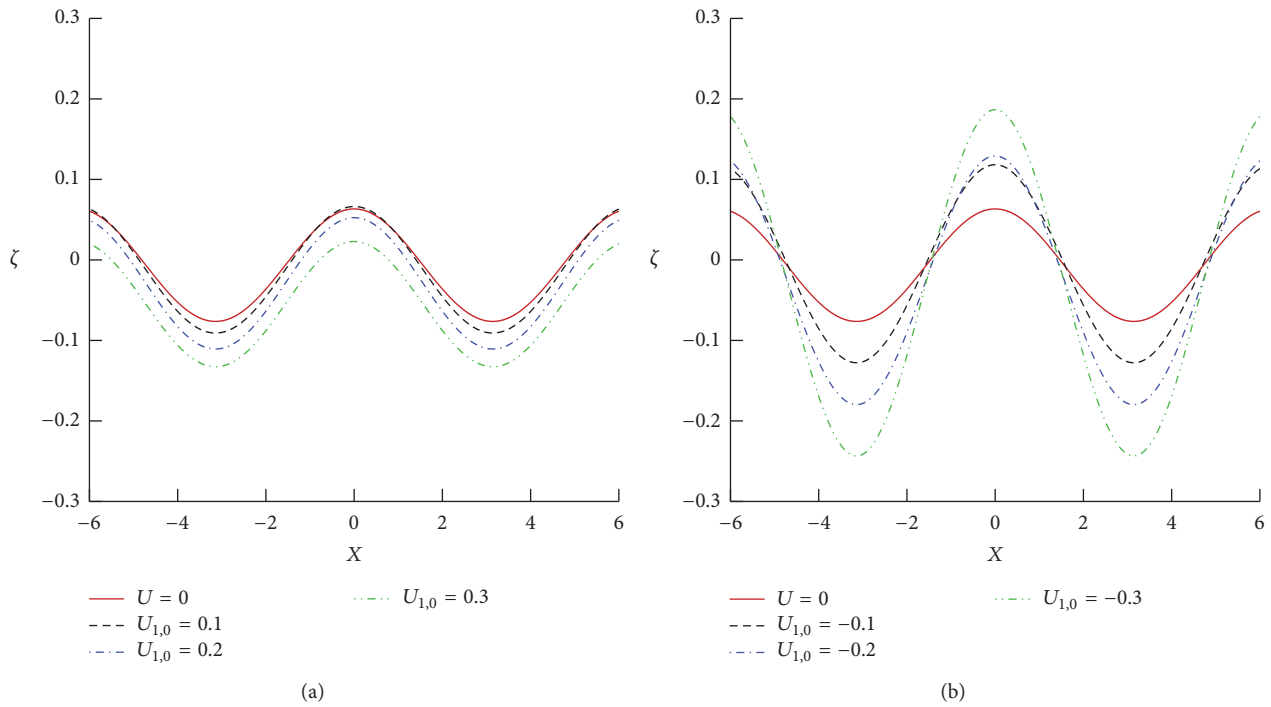 0.3
0.2
0.1
0
−0.1
−0.2
−0.3
ζ
−6 −4 −2 0 2 4 6
X
U = 0
U1,0 = 0.1
U1,0 = 0.2
U1,0 = 0.3
(a)
0.3
0.2
0.1
0
−0.1
−0.2
−0.3
ζ
−6 −4 −2 0 2 4 6
X
U = 0
U1,0 = −0.1
U1,0 = −0.2
U1,0 = −0.3
(b)